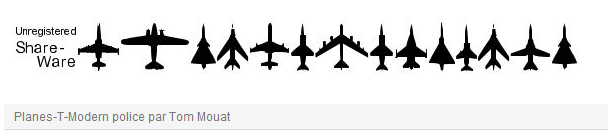 Unregistered
Share-
Ware
Planes-T-Modern police par Tom Mouat